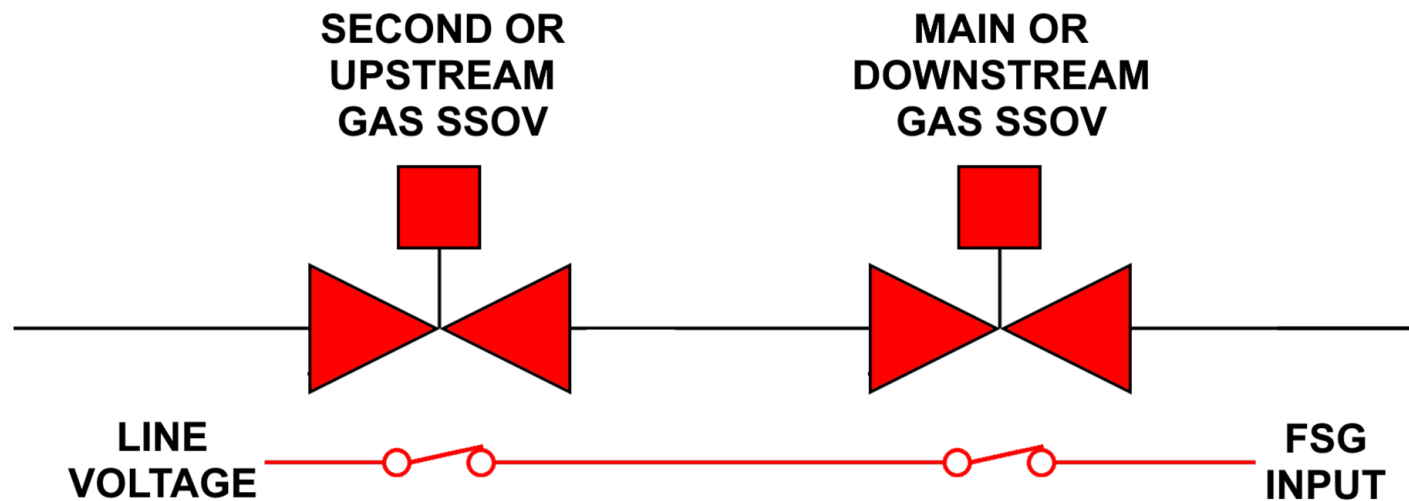 SECOND OR
UPSTREAM
GAS SSOV
MAIN OR
DOWNSTREAM
GAS SSOV
LINE
VOLTAGE
FSG
INPUT